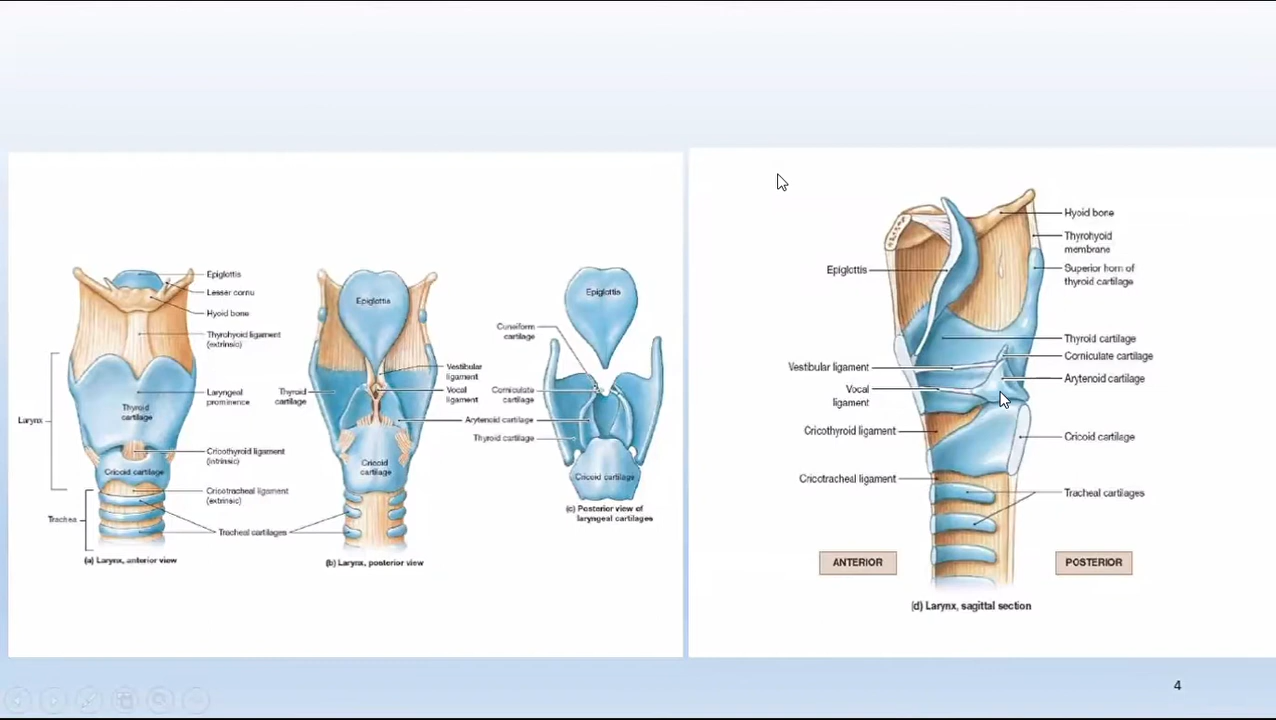 Epiglottis
Lesser cornu
Hyoid bone
Thyrohyoid ligament
(extrinsic)
Laryngeal
prominence
Thyroid
cartilage
Larynx
Cricothyroid ligament
(intrinsic)
Cricoid cartilage
Cricotracheal ligament
(extrinsic)
Trachea
Tracheal cartilages
(a) Larynx, anterior view
Epiglottis
Vestibular
ligament
Thyroid
cartilage
Vocal
ligament
Arytenoid cartilage
Cricoid
cartilage
(b) Larynx, posterior view
Epiglottis
Cuneiform
cartilage
Corniculate
cartilage
Thyroid cartilage
Cricoid cartilage
(c) Posterior view of
laryngeal cartilages
Hyoid bone
Thyrohyoid
membrane
Epiglottis
Superior horn of
thyroid cartilage
Thyroid cartilage
Corniculate cartilage
Vestibular ligament
Arytenoid cartilage
Vocal
ligament
Cricothyroid ligament
Cricoid cartilage
Cricotracheal ligament
Tracheal cartilages
ANTERIOR
POSTERIOR
(d) Larynx, sagittal section
4